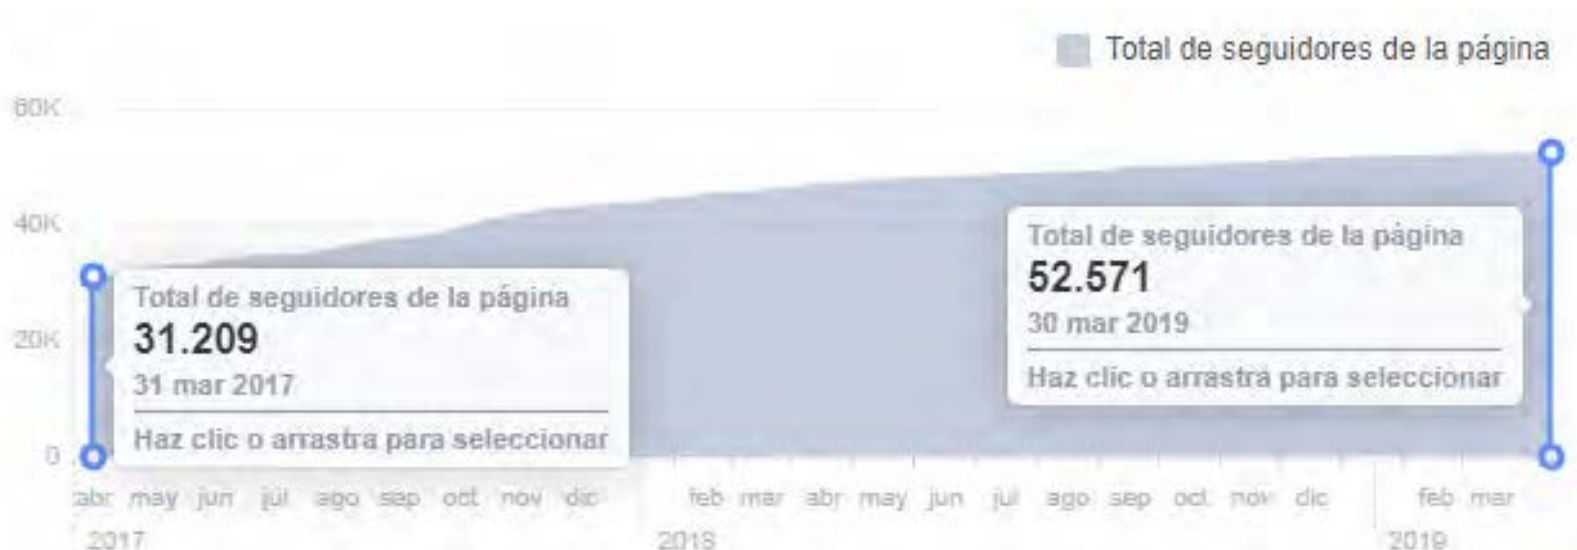 Total de seguidores de la página
60K
40K
Total de seguidores de la página
52.571
30 mar 2019
Haz clic o arrastra para seleccionar
Total de seguidores de la página
31.209
31 mar 2017
Haz clic o arrastra para seleccionar
20K
0
abr may jun jul ago sep oct nov dic feb mar abr may jun jul ago sep oct nov dic feb mar
2017 2018 2019